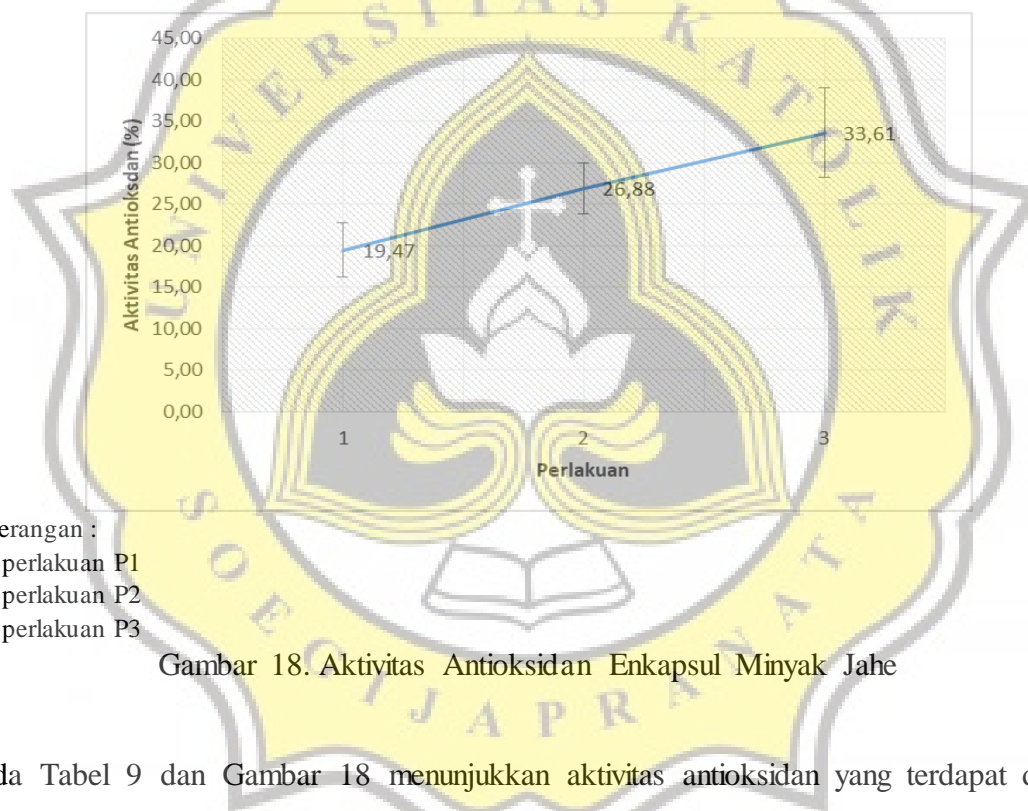 UNIVERSITAS KATOLIK
SOEGIJAPRANATA
45,00
40,00
35,00
30,00
25,00
20,00
15,00
10,00
5,00
0,00
Aktivitas Antioksdan (%)
19,47
26,88
33,61
1 2 3
Perlakuan
erangan :
perlakuan P1
perlakuan P2
perlakuan P3
Gambar 18. Aktivitas Antioksidan Enkapsul Minyak Jahe
da Tabel 9 dan Gambar 18 menunjukkan aktivitas antioksidan yang terdapat d